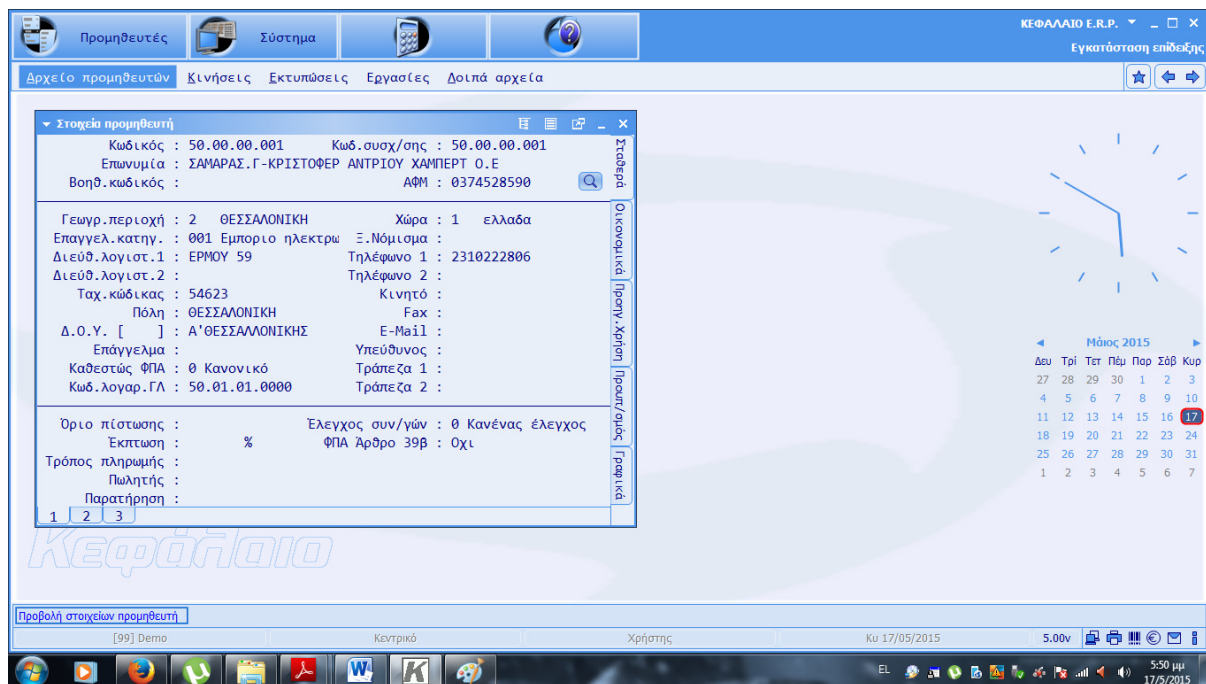 Προμηθευτές Σύστημα ΚΕΦΑΛΑΙΟ E.R.P.
Εγκατάσταση επίδειξης
Αρχείο προμηθευτών Κινήσεις Εκτυπώσεις Εργασίες Λοιπά αρχεία
Στοιχεία προμηθευτή
Κωδικός : 50.00.00.001 Κωδ.συσχ/σης : 50.00.00.001
Επωνυμία : ΣΑΜΑΡΑΣ.Γ-ΚΡΙΣΤΟΦΕΡ ΑΝΤΡΙΟΥ ΧΑΜΠΕΡΤ Ο.Ε
Βοηθ.κωδικός : ΑΦΜ : 0374528590
Γεωγρ.περιοχή : 2 ΘΕΣΣΑΛΟΝΙΚΗ Χώρα : 1 ελλαδα
Επαγγελ.κατηγ. : 001 Εμποριο ηλεκτρω Ξ.Νόμισμα :
Διεύθ.λογιστ.1 : ΕΡΜΟΥ 59 Τηλέφωνο 1 : 2310222806
Διεύθ.λογιστ.2 : Τηλέφωνο 2 :
Ταχ.κώδικας : 54623 Κινητό :
Πόλη : ΘΕΣΣΑΛΟΝΙΚΗ Fax :
Δ.Ο.Υ. [ ] : Α'ΘΕΣΣΑΛΛΟΝΙΚΗΣ E-Mail :
Επάγγελμα : Υπεύθυνος :
Καθεστώς ΦΠΑ : 0 Κανονικό Τράπεζα 1 :
Κωδ.λογαρ.ΓΛ : 50.01.01.0000 Τράπεζα 2 :
Όριο πίστωσης : Έλεγχος συν/γών : 0 Κανένας έλεγχος
Έκπτωση : % ΦΠΑ Άρθρο 39β : Οχι
Τρόπος πληρωμής :
Πωλητής :
Παρατήρηση :
1 2 3
Σταθερά
Οικονομικά
Προηγ.Χρήση
Προυπ/σμός
Γραφικά
Μάιος 2015
Δευ Τρί Τετ Πέμ Παρ Σάβ Κυρ
27 28 29 30 1 2 3
4 5 6 7 8 9 10
11 12 13 14 15 16 17
18 19 20 21 22 23 24
25 26 27 28 29 30 31
1 2 3 4 5 6 7
Κεφάλαιο
Προβολή στοιχείων προμηθευτή
[99] Demo Κεντρικό Χρήστης Κυ 17/05/2015 5.00v
EL 5:50 μμ
17/5/2015